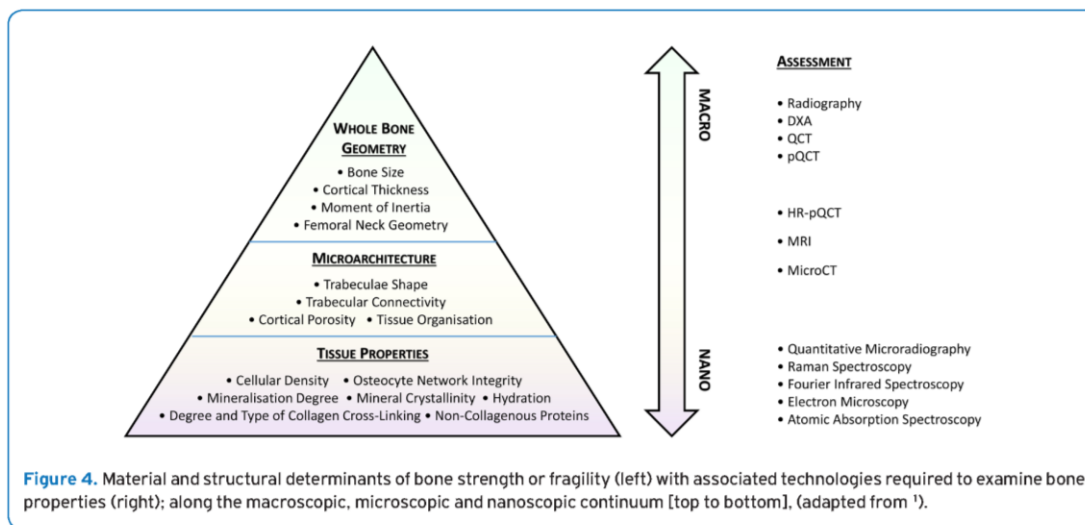 WHOLE BONE
GEOMETRY
• Bone Size
• Cortical Thickness
• Moment of Inertia
• Femoral Neck Geometry
MICROARCHITECTURE
• Trabeculae Shape
• Trabecular Connectivity
• Cortical Porosity • Tissue Organisation
TISSUE PROPERTIES
• Cellular Density • Osteocyte Network Integrity
• Mineralisation Degree • Mineral Crystallinity • Hydration
• Degree and Type of Collagen Cross-Linking • Non-Collagenous Proteins
MACRO
NANO
ASSESSMENT
• Radiography
• DXA
• QCT
• pQCT
• HR-pQCT
• MRI
• MicroCT
• Quantitative Microradiography
• Raman Spectroscopy
• Fourier Infrared Spectroscopy
• Electron Microscopy
• Atomic Absorption Spectroscopy
Figure 4. Material and structural determinants of bone strength or fragility (left) with associated technologies required to examine bone
properties (right); along the macroscopic, microscopic and nanoscopic continuum [top to bottom], (adapted from ¹).